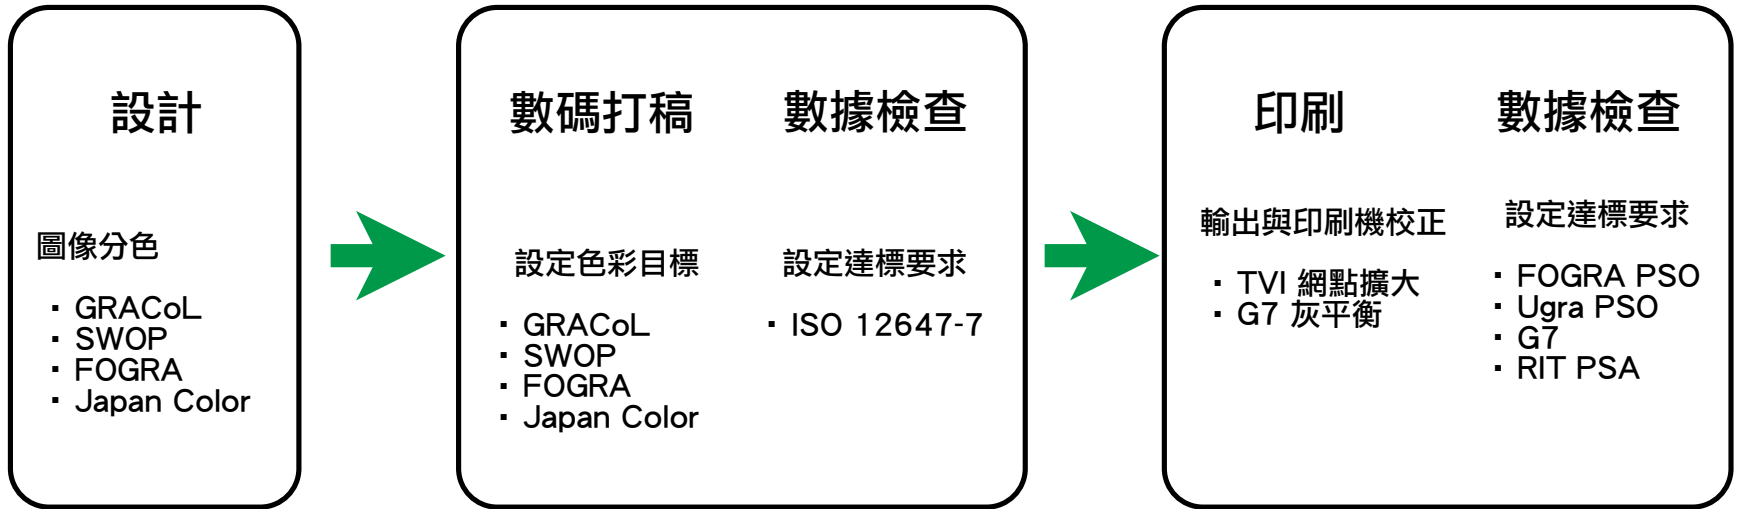 設計
圖像分色
▪ GRACoL
▪ SWOP
▪ FOGRA
▪ Japan Color
數碼打稿
設定色彩目標
▪ GRACoL
▪ SWOP
▪ FOGRA
▪ Japan Color
數據檢查
設定達標要求
▪ ISO 12647-7
印刷
輸出與印刷機校正
▪ TVI 網點擴大
▪ G7 灰平衡
數據檢查
設定達標要求
▪ FOGRA PSO
▪ Ugra PSO
▪ G7
▪ RIT PSA